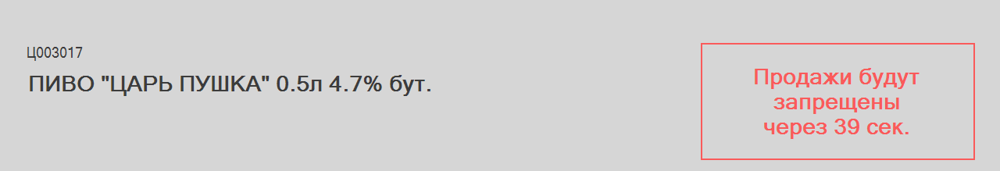 Ц003017
ПИВО "ЦАРЬ ПУШКА" 0.5л 4.7% бут.
Продажи будут
запрещены
через 39 сек.